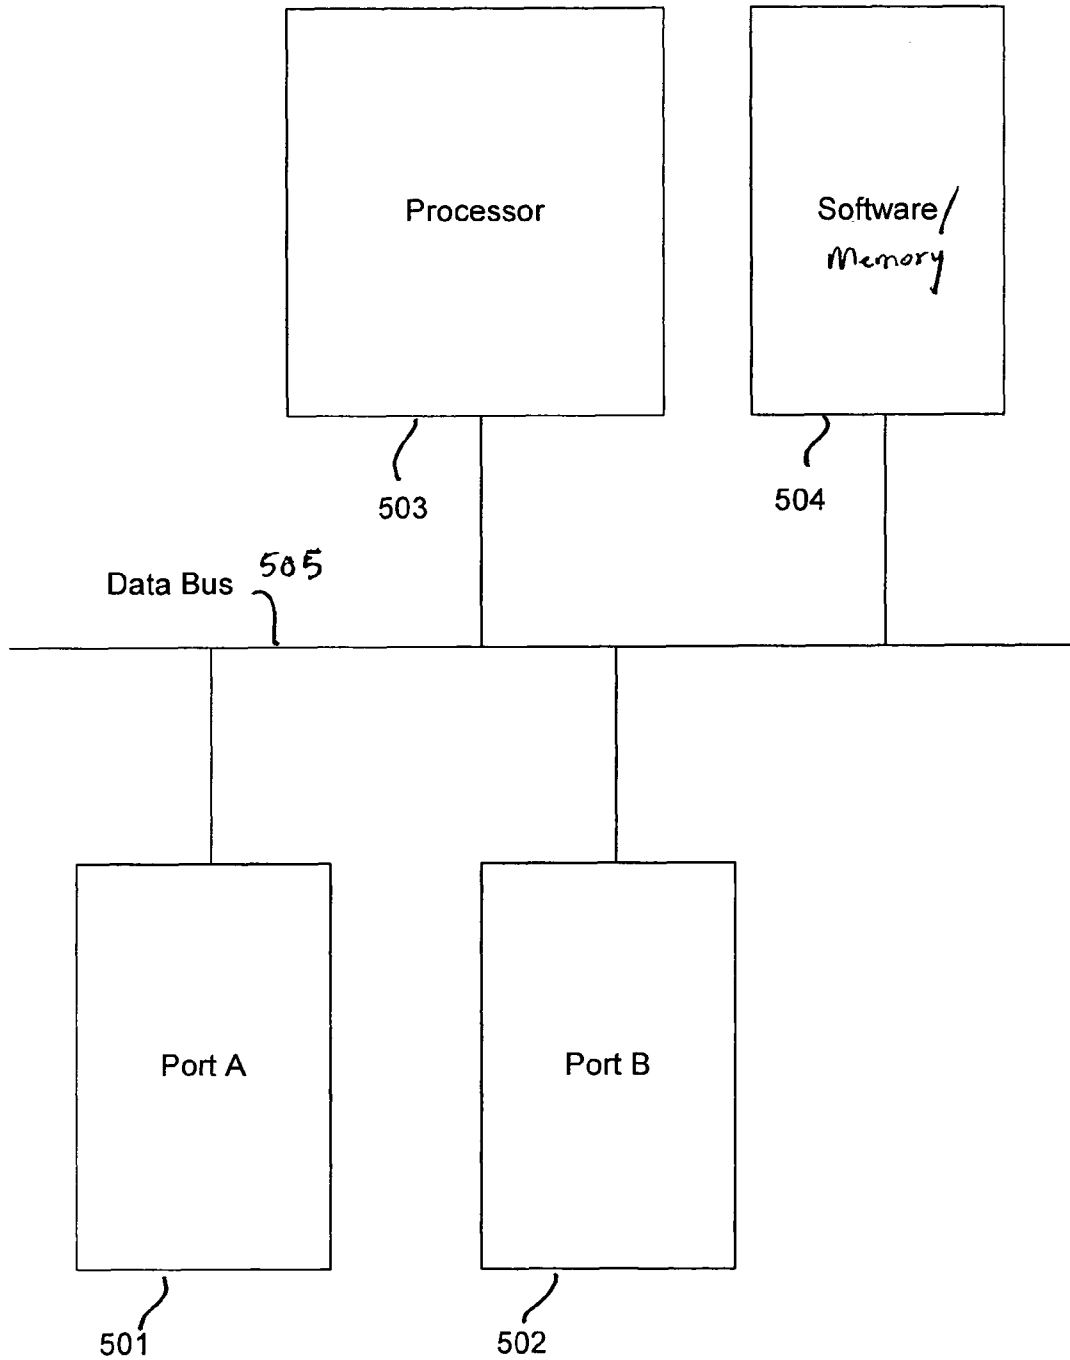 Processor
Software/
Memory
503
504
Data Bus 505
Port A
Port B
501
502